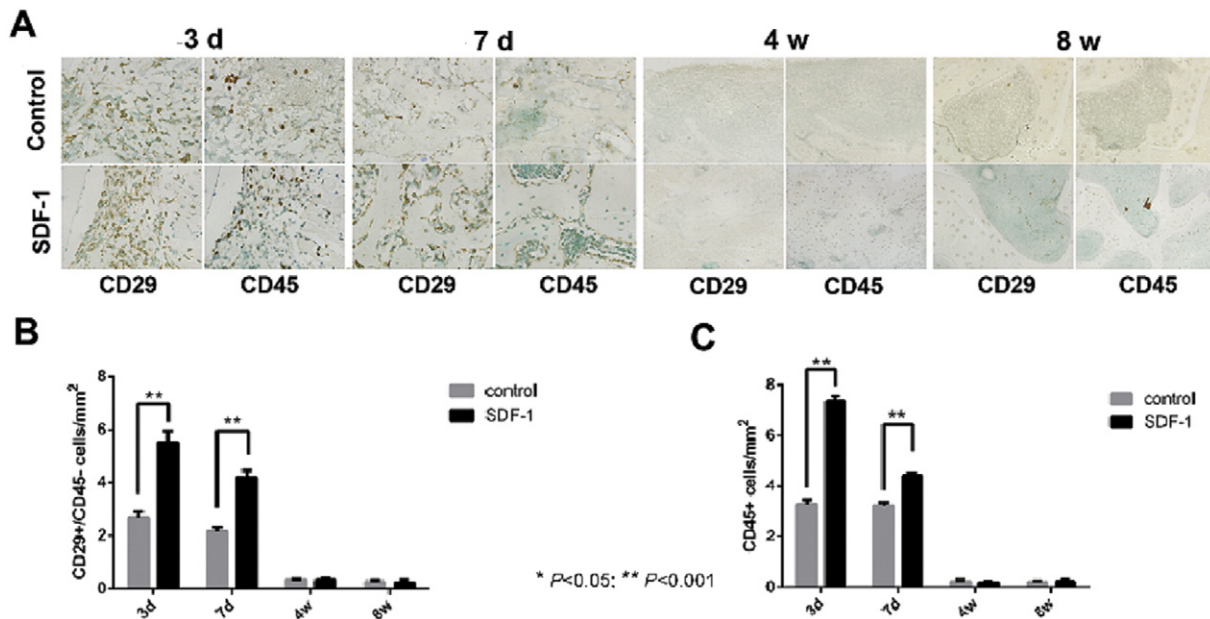 A
3 d 7 d 4 w 8 w
Control
SDF-1
CD29 CD45 CD29 CD45 CD29 CD45 CD29 CD45
B
CD29+/CD45- cells/mm²
8
6
4
2
0
**
**
control
SDF-1
3d 7d 4w 8w
* P<0.05; ** P<0.001
C
CD45+ cells/mm²
8
6
4
2
0
**
**
control
SDF-1
3d 7d 4w 8w